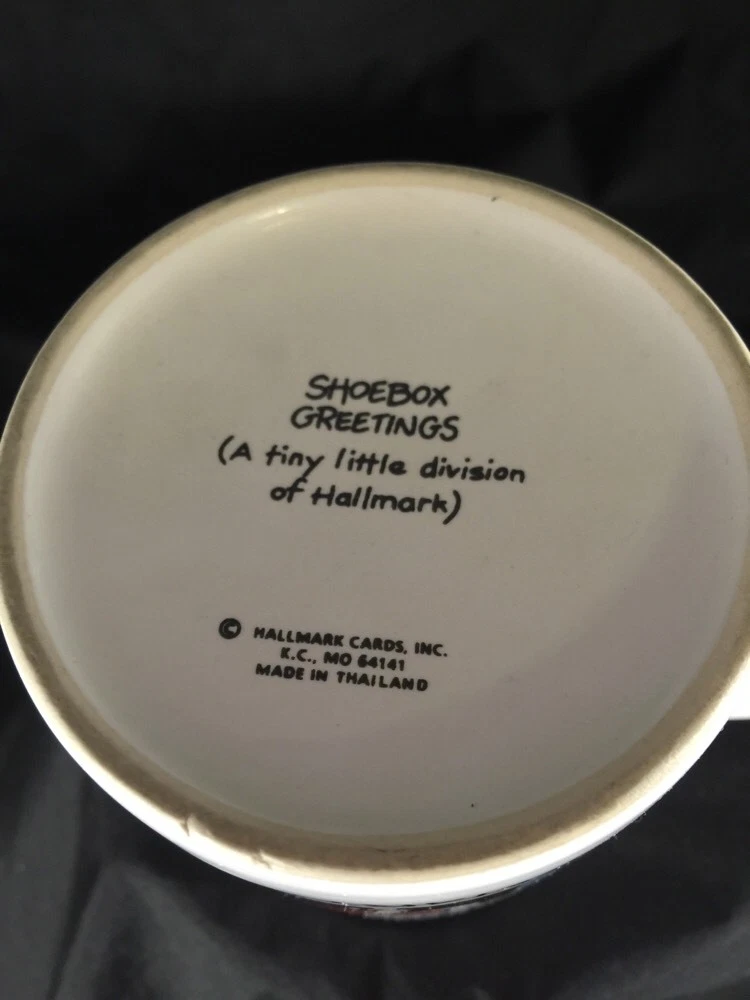 SHOEBOX
GREETINGS
(A tiny little division
of Hallmark)
© HALLMARK CARDS, INC.
K.C., MO 64141
MADE IN THAILAND